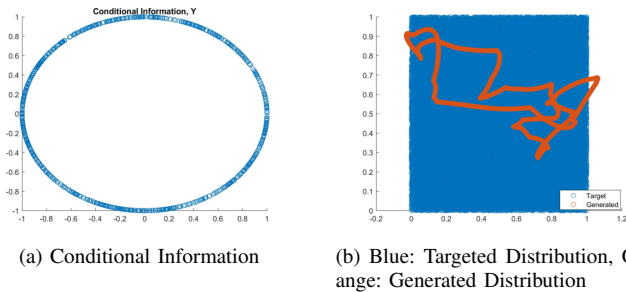 Conditional Information, Y
1
0.8
0.6
0.4
0.2
0
-0.2
-0.4
-0.6
-0.8
-1
-1 -0.8 -0.6 -0.4 -0.2 0 0.2 0.4 0.6 0.8 1
(a) Conditional Information
1
0.9
0.8
0.7
0.6
0.5
0.4
0.3
0.2
0.1
0
-0.2 0 0.2 0.4 0.6 0.8 1 1.2
Target
Generated
(b) Blue: Targeted Distribution,
ange: Generated Distribution